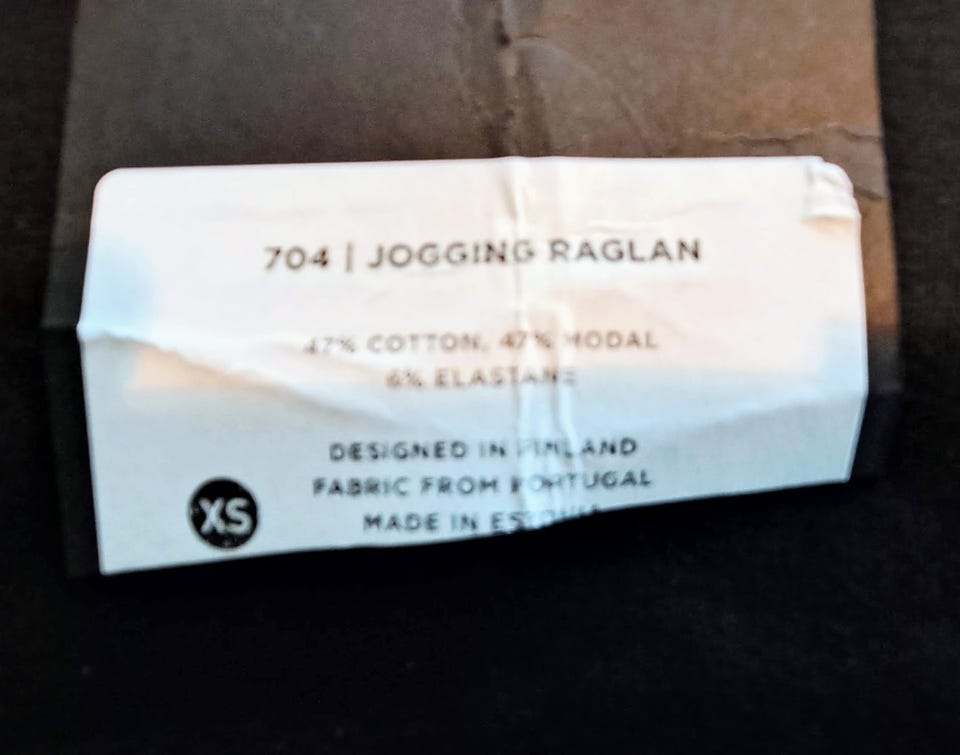 704 | JOGGING RAGLAN
47% COTTON, 47% MODAL
6% ELASTANE
DESIGNED IN FINLAND
FABRIC FROM PORTUGAL
XS
MADE IN ESTONIA